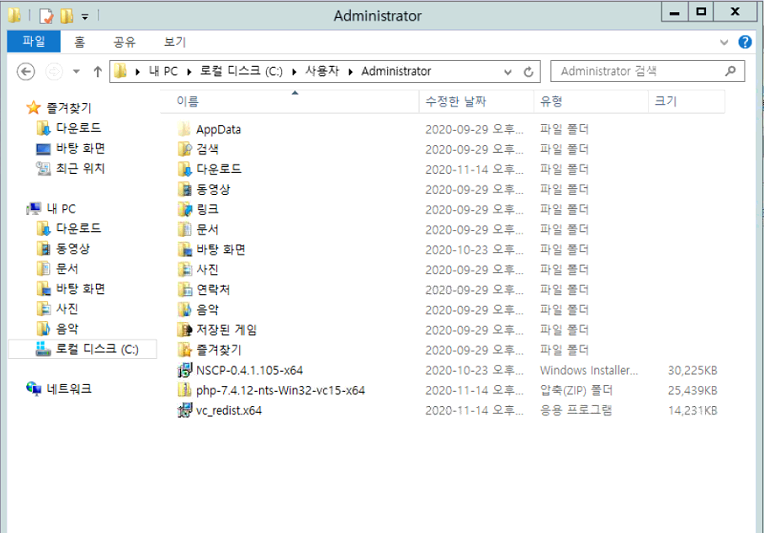 Administrator
파일 홈 공유 보기
내 PC 로컬 디스크 (C:) 사용자 Administrator Administrator 검색
이름 수정한 날짜 유형 크기
즐겨찾기
다운로드
바탕 화면
최근 위치
내 PC
다운로드
동영상
문서
바탕 화면
사진
음악
로컬 디스크 (C:)
네트워크
AppData 2020-09-29 오후... 파일 폴더
검색 2020-09-29 오후... 파일 폴더
다운로드 2020-11-14 오후... 파일 폴더
동영상 2020-09-29 오후... 파일 폴더
링크 2020-09-29 오후... 파일 폴더
문서 2020-09-29 오후... 파일 폴더
바탕 화면 2020-10-23 오후... 파일 폴더
사진 2020-09-29 오후... 파일 폴더
연락처 2020-09-29 오후... 파일 폴더
음악 2020-09-29 오후... 파일 폴더
저장된 게임 2020-09-29 오후... 파일 폴더
즐겨찾기 2020-09-29 오후... 파일 폴더
NSCP-0.4.1.105-x64 2020-10-23 오후... Windows Installer... 30,225KB
php-7.4.12-nts-Win32-vc15-x64 2020-11-14 오후... 압축(ZIP) 폴더 25,439KB
vc_redist.x64 2020-11-14 오후... 응용 프로그램 14,231KB